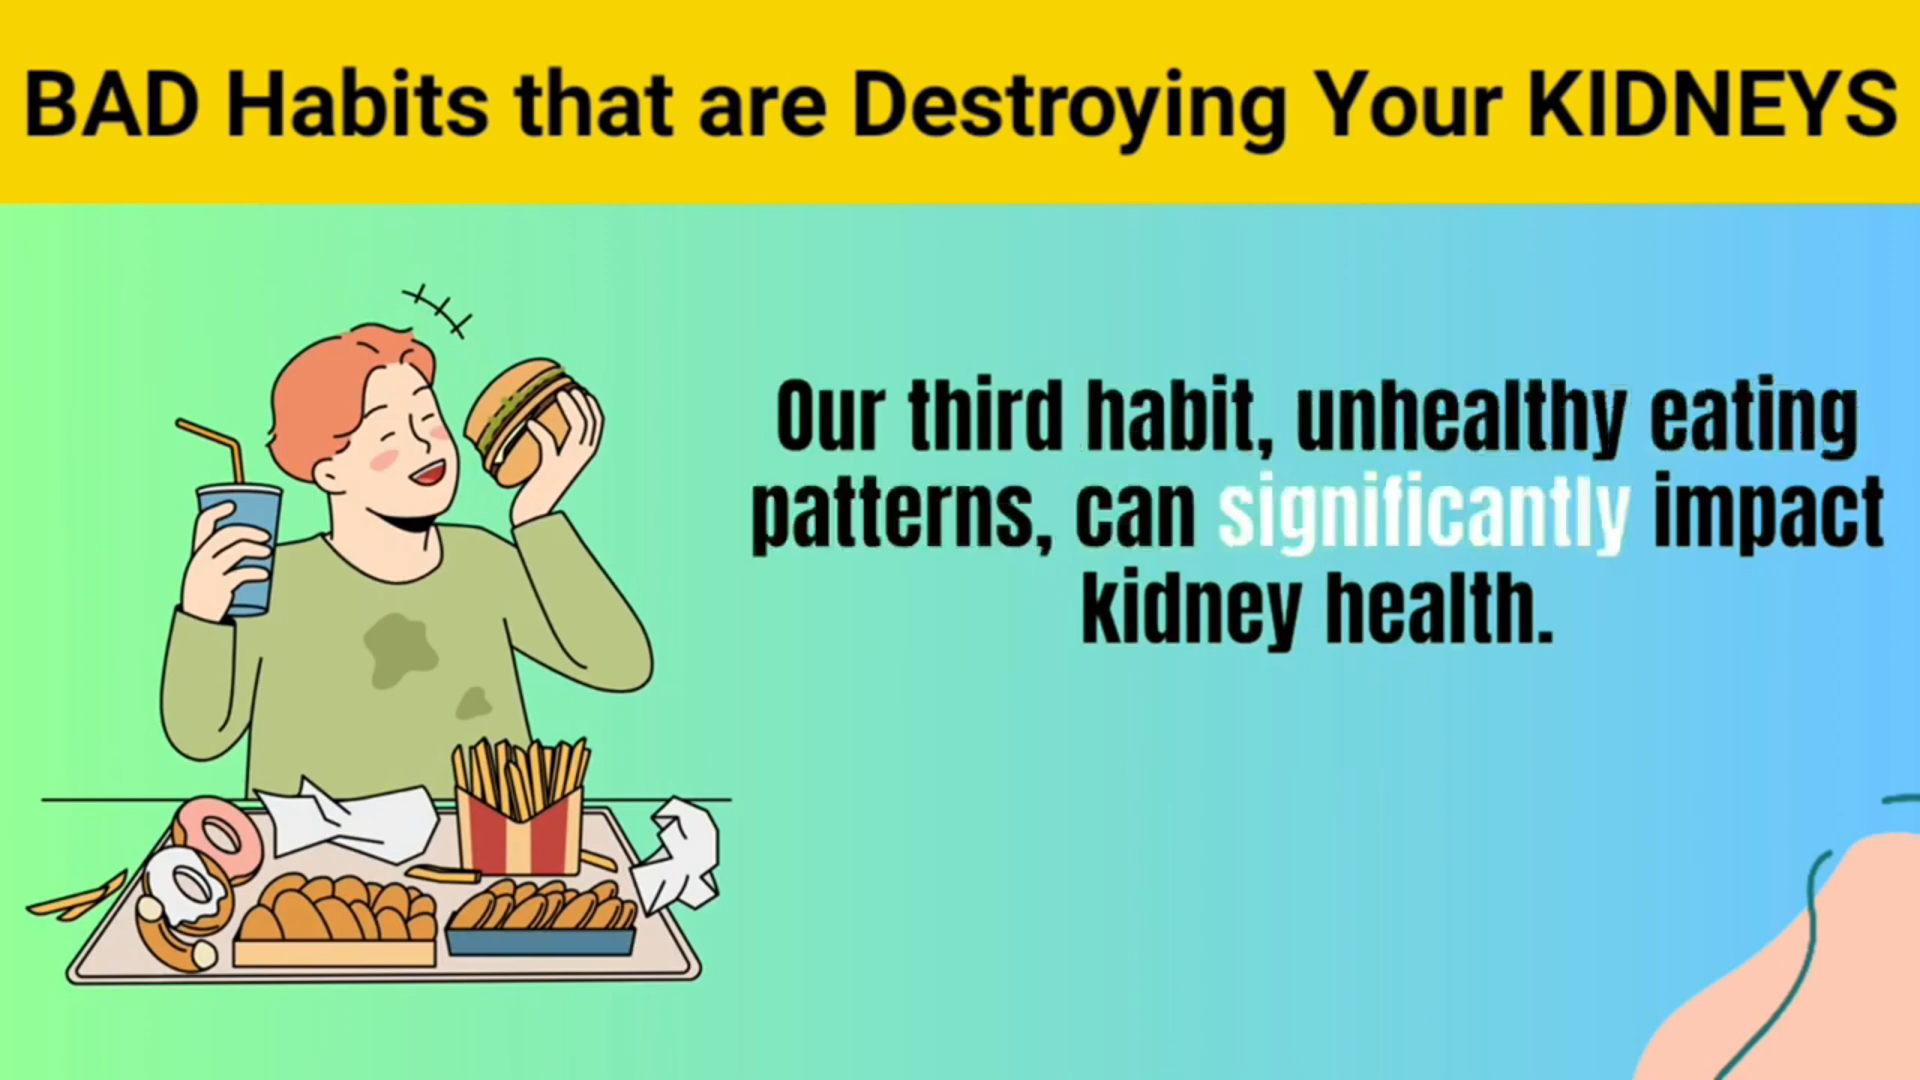 BAD Habits that are Destroying Your KIDNEYS
Our third habit, unhealthy eating
patterns, can significantly impact
kidney health.